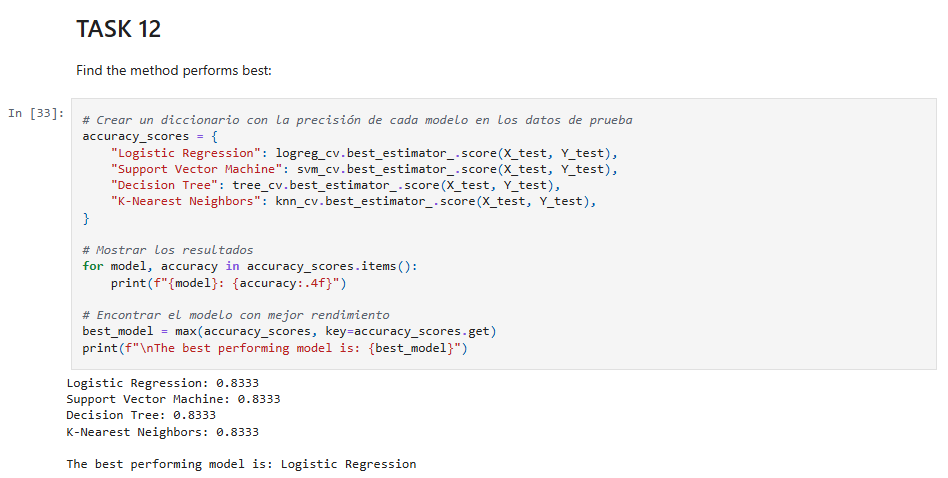 TASK 12
Find the method performs best:
In [33]:
# Crear un diccionario con la precisión de cada modelo en los datos de prueba
accuracy_scores = {
    "Logistic Regression": logreg_cv.best_estimator_.score(X_test, Y_test),
    "Support Vector Machine": svm_cv.best_estimator_.score(X_test, Y_test),
    "Decision Tree": tree_cv.best_estimator_.score(X_test, Y_test),
    "K-Nearest Neighbors": knn_cv.best_estimator_.score(X_test, Y_test),
}
# Mostrar los resultados
for model, accuracy in accuracy_scores.items():
    print(f"{model}: {accuracy:.4f}")
# Encontrar el modelo con mejor rendimiento
best_model = max(accuracy_scores, key=accuracy_scores.get)
print(f"\nThe best performing model is: {best_model}")
Logistic Regression: 0.8333
Support Vector Machine: 0.8333
Decision Tree: 0.8333
K-Nearest Neighbors: 0.8333
The best performing model is: Logistic Regression